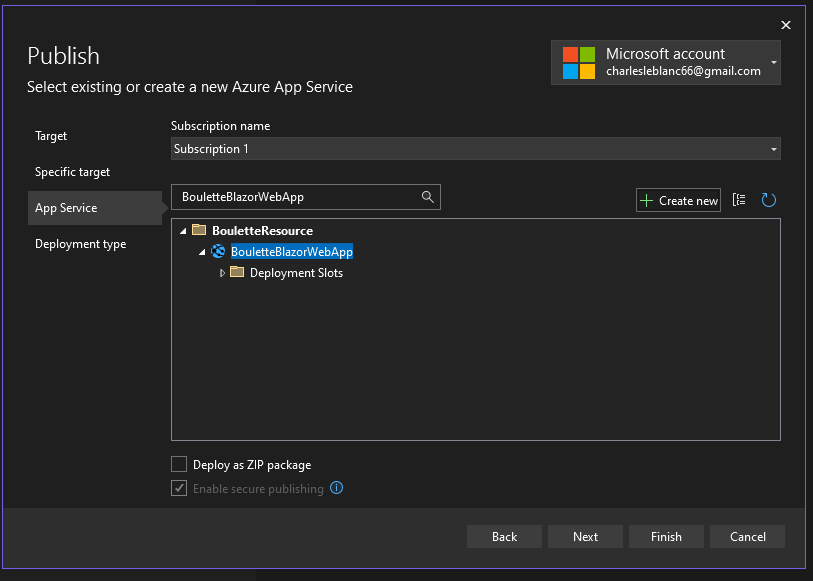 Publish
Select existing or create a new Azure App Service
Microsoft account
charlesleblanc66@gmail.com
Target
Specific target
App Service
Deployment type
Subscription name
Subscription 1
BouletteBlazorWebApp
Create new
BouletteResource
BouletteBlazorWebApp
Deployment Slots
Deploy as ZIP package
Enable secure publishing
Back
Next
Finish
Cancel